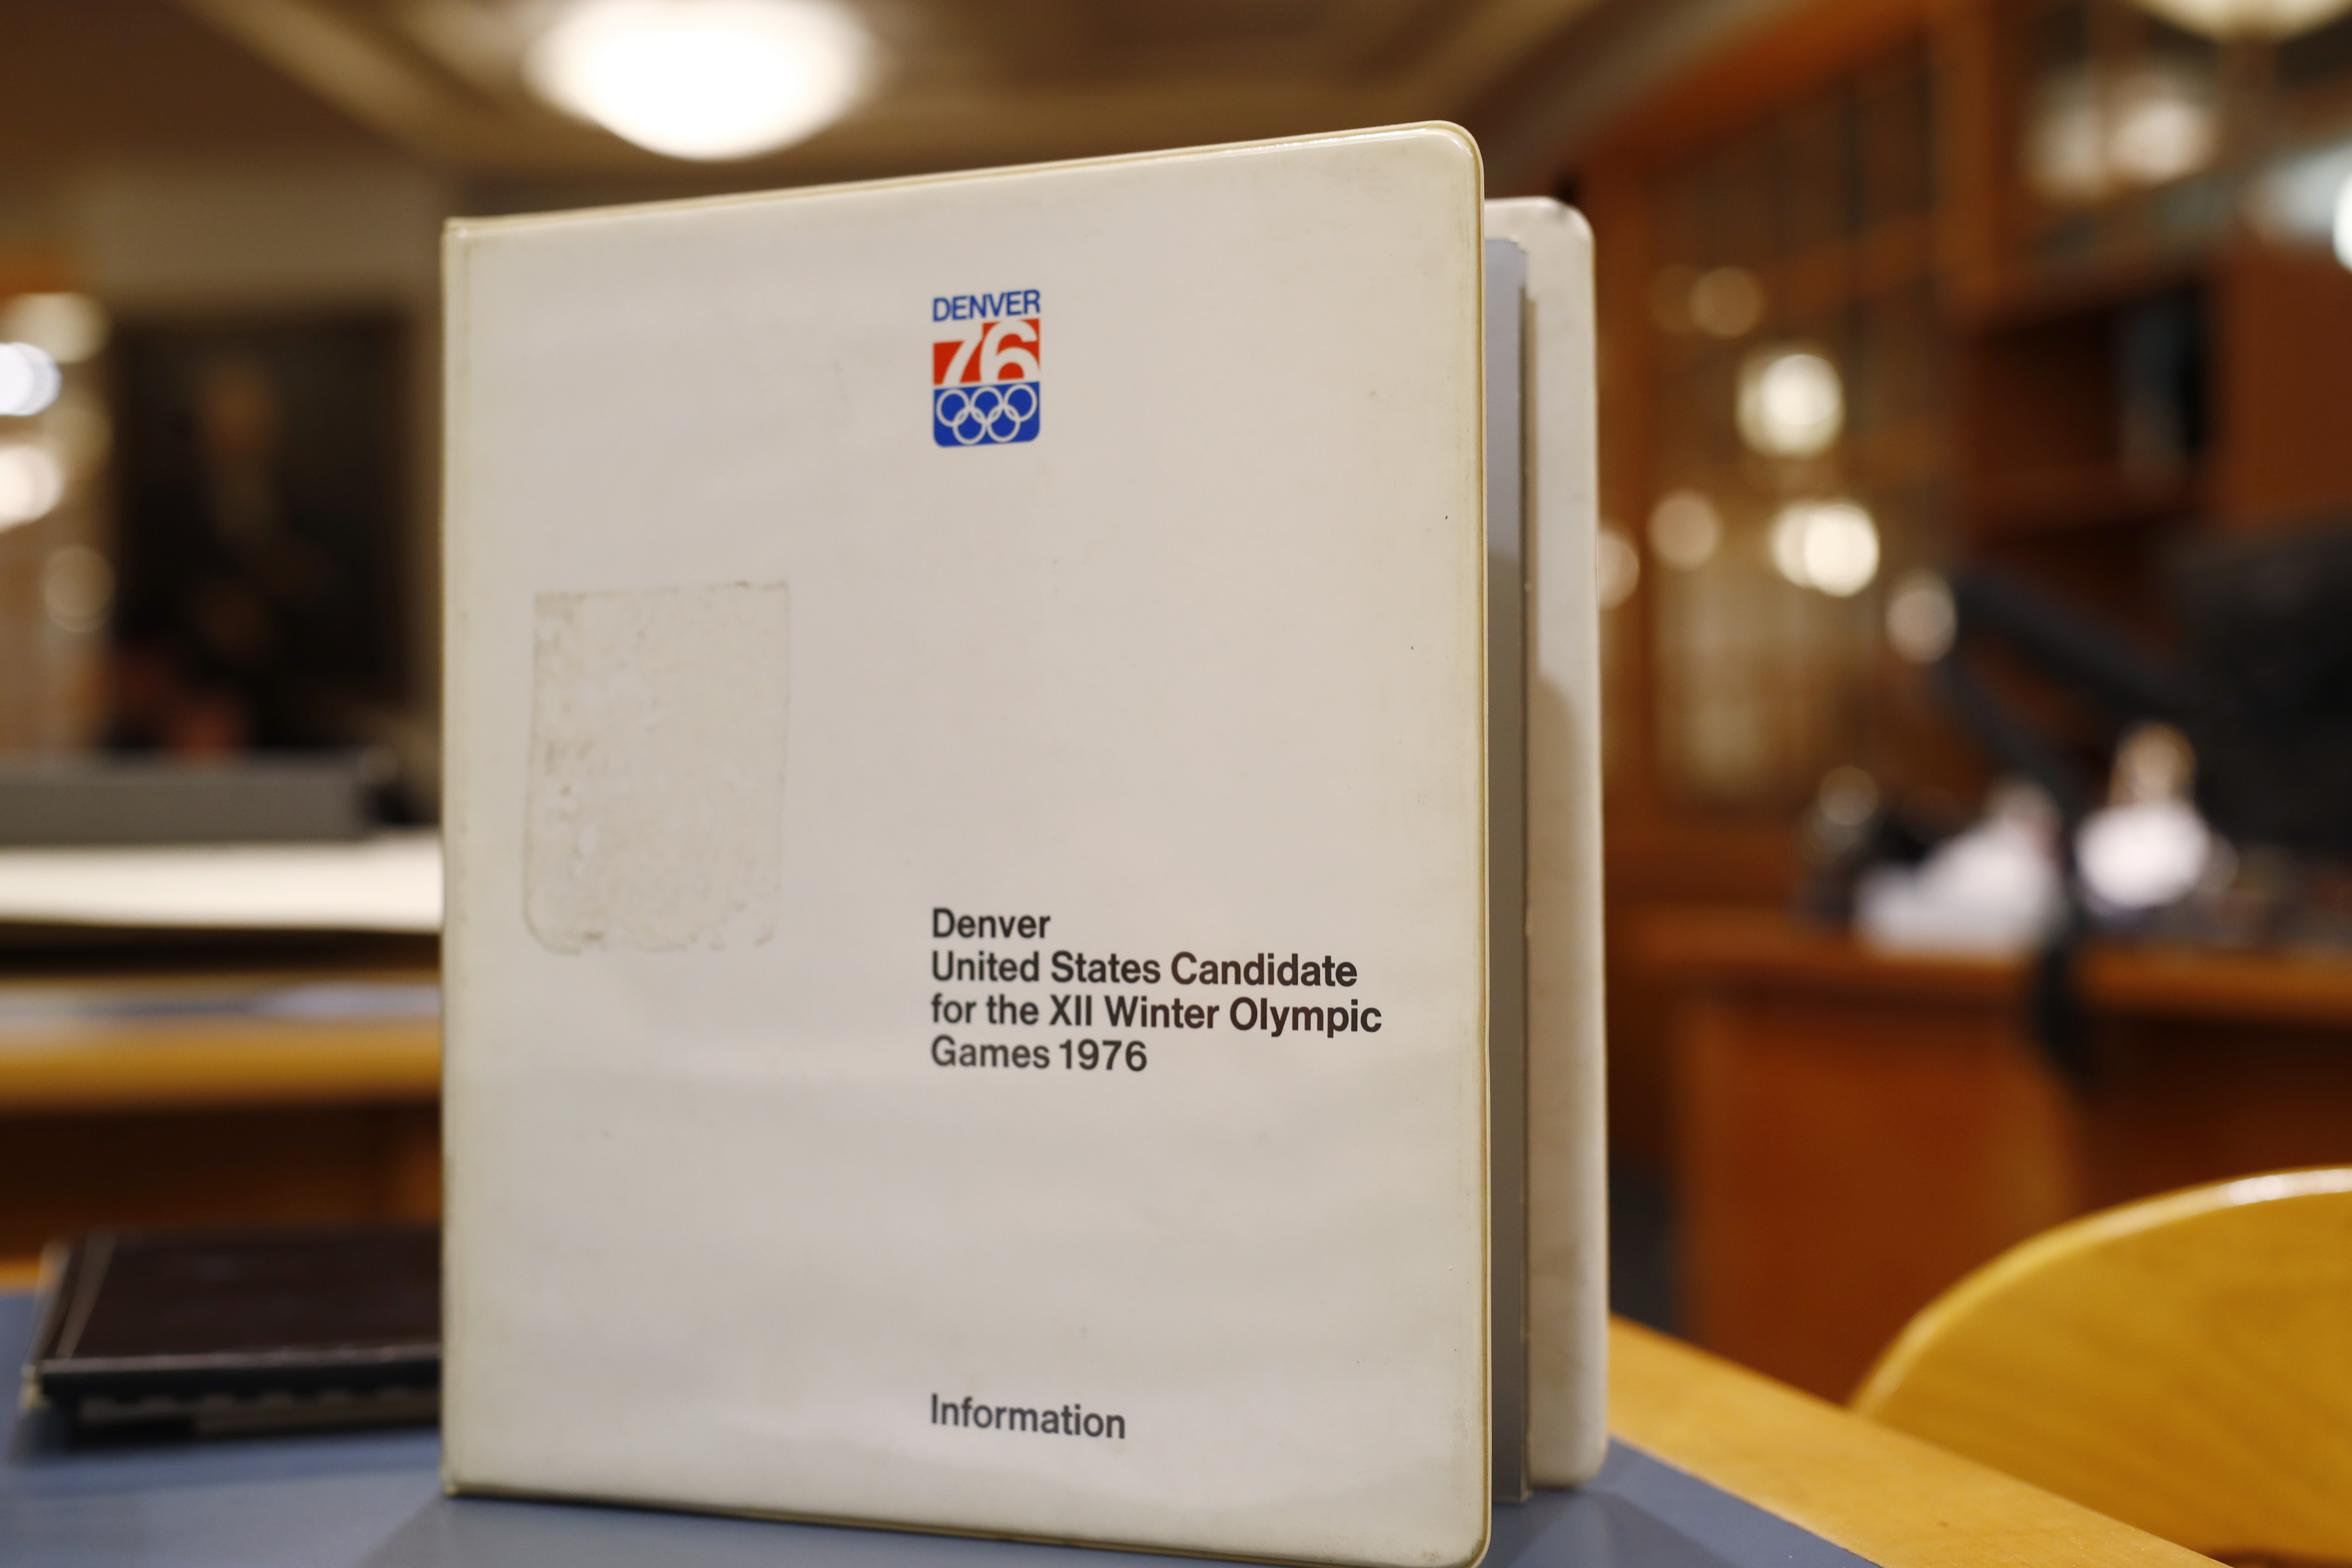 DENVER
76
Denver
United States Candidate
for the XII Winter Olympic
Games 1976
Information